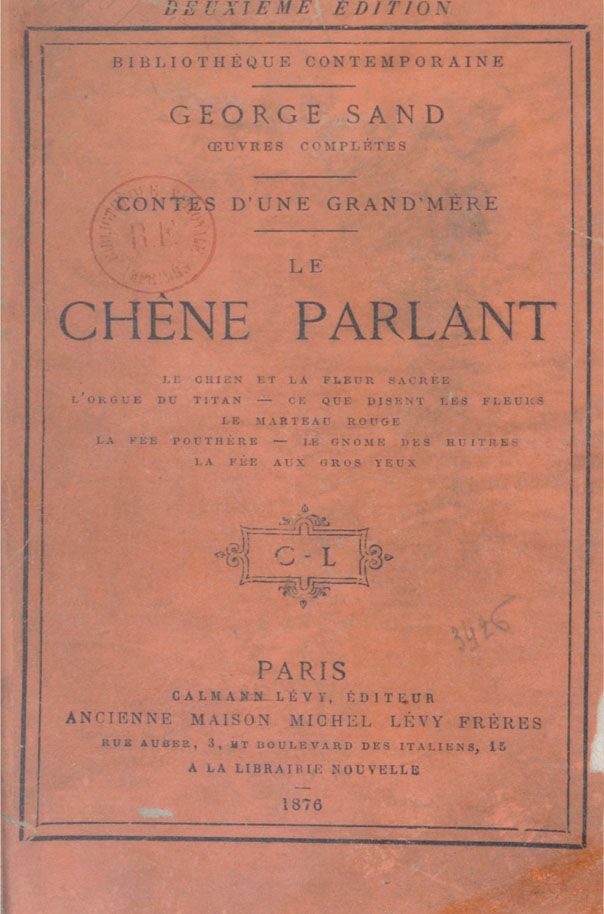 DEUXIÈME ÉDITION
BIBLIOTHÈQUE CONTEMPORAINE
GEORGE SAND
ŒUVRES COMPLÈTES
CONTES D'UNE GRAND'MÈRE
LE
CHÊNE PARLANT
LE CHIEN ET LA FLEUR SACRÉE
L'ORGUE DU TITAN — CE QUE DISENT LES FLEURS
LE MARTEAU ROUGE
LA FÉE POUTHÈRE — LE GNOME DES HUITRES
LA FÉE AUX GROS YEUX
C-L
3426
PARIS
CALMANN LÉVY, ÉDITEUR
ANCIENNE MAISON MICHEL LÉVY FRÈRES
RUE AUBER, 3, ET BOULEVARD DES ITALIENS, 15
A LA LIBRAIRIE NOUVELLE
1876